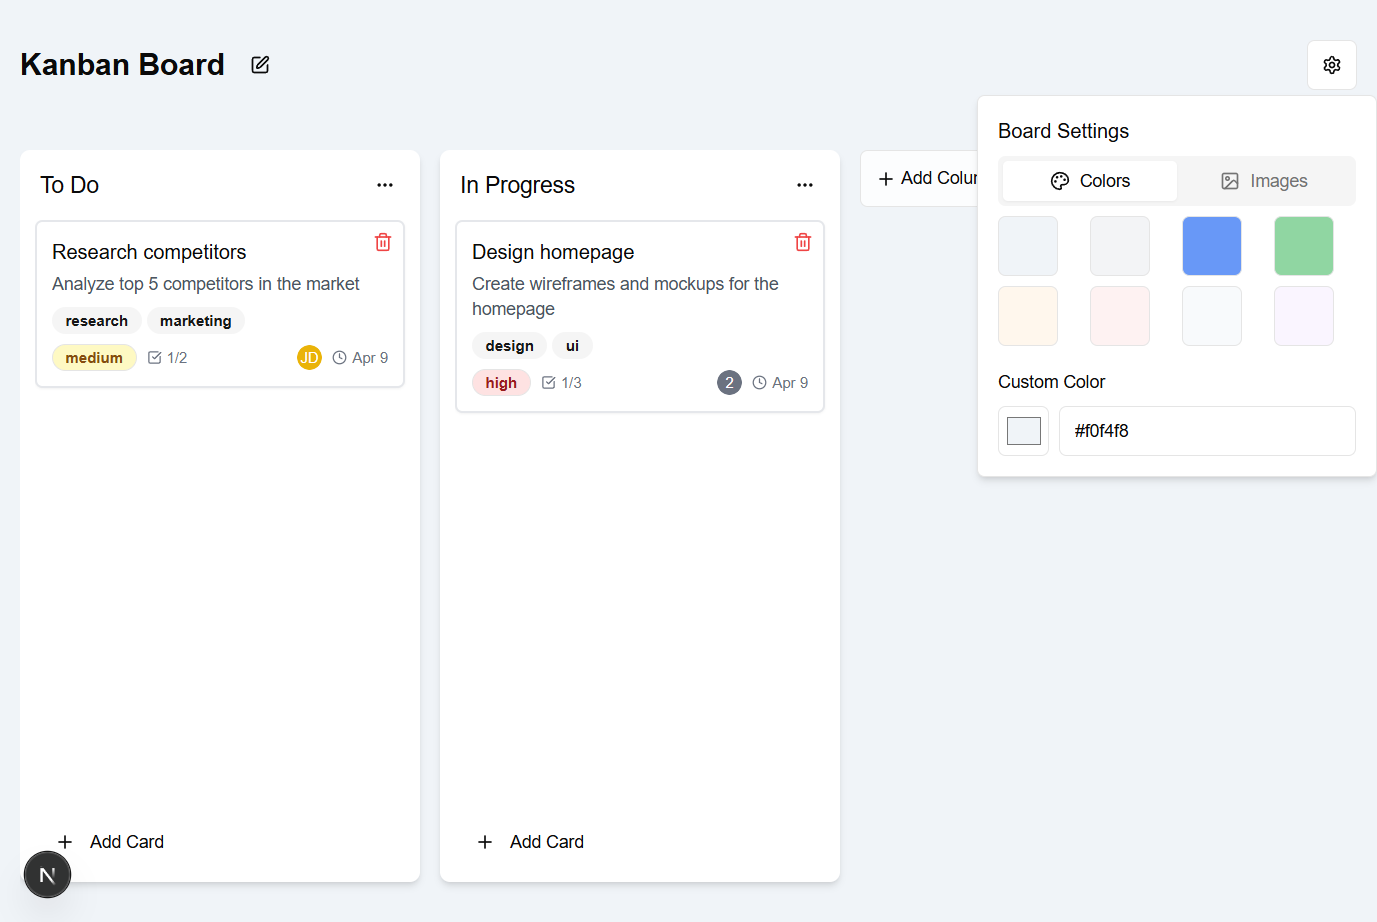 Kanban Board
To Do
Research competitors
Analyze top 5 competitors in the market
research marketing
medium 1/2 JD Apr 9
Add Card
N
In Progress
Design homepage
Create wireframes and mockups for the
homepage
design ui
high 1/3 2 Apr 9
Add Card
Add Colu
Board Settings
Colors Images
Custom Color
#f0f4f8